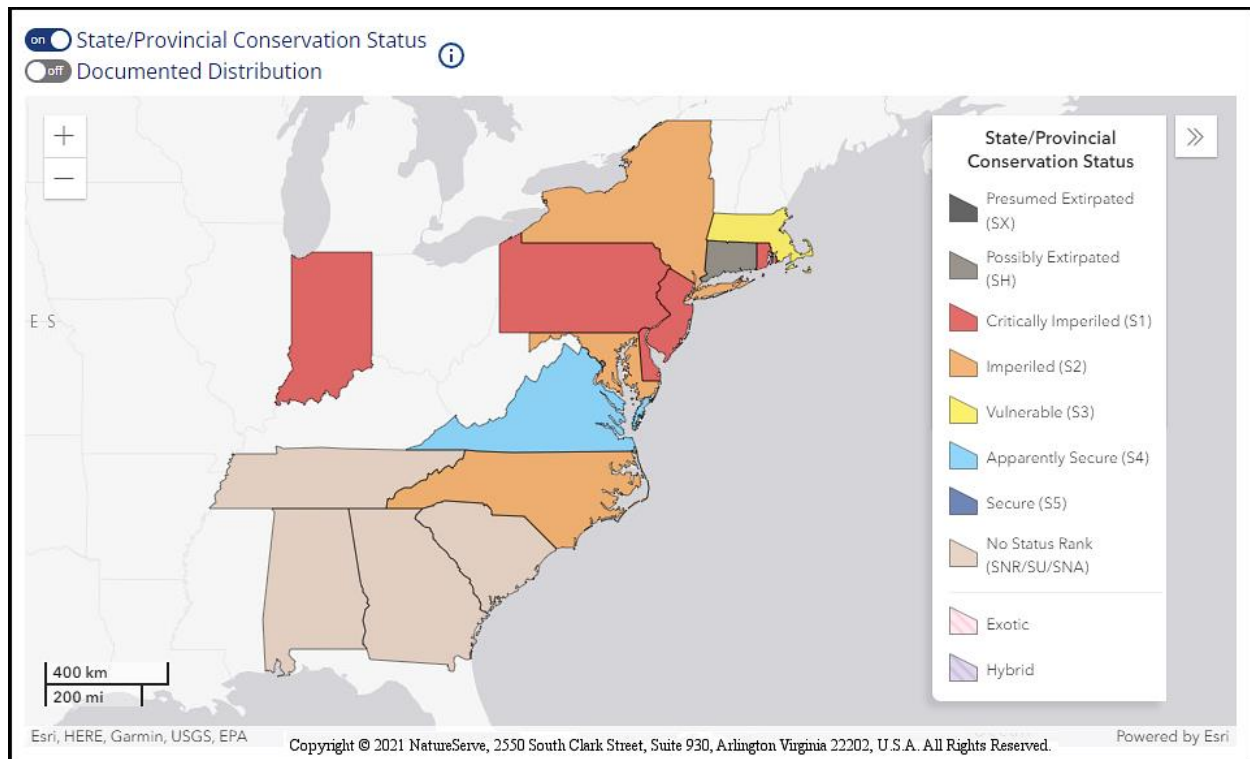 on State/Provincial Conservation Status
off Documented Distribution
i
+
−
E S
State/Provincial
Conservation Status
Presumed Extirpated
(SX)
Possibly Extirpated
(SH)
Critically Imperiled (S1)
Imperiled (S2)
Vulnerable (S3)
Apparently Secure (S4)
Secure (S5)
No Status Rank
(SNR/SU/SNA)
Exotic
Hybrid
400 km
200 mi
Esri, HERE, Garmin, USGS, EPA
Copyright © 2021 NatureServe, 2550 South Clark Street, Suite 930, Arlington Virginia 22202, U.S.A. All Rights Reserved.
Powered by Esri